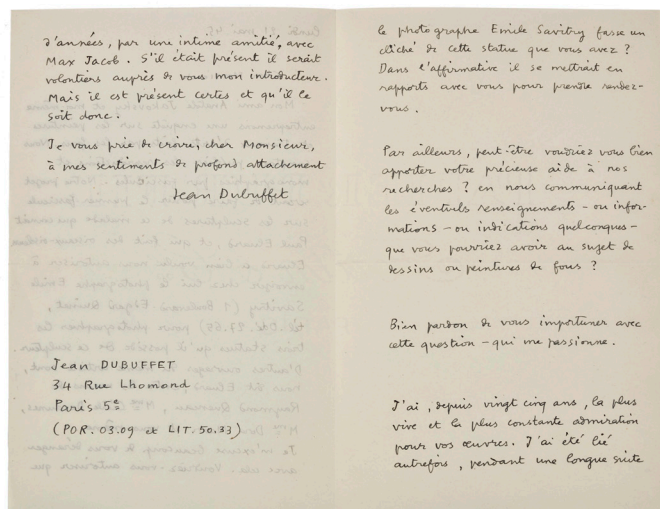 d'années, par une intime amitié, avec
Max Jacob. S'il était présent il serait
volontiers auprès de vous mon introducteur.
Mais il est présent certes et qu'il le
soit donc.
Je vous prie de croire, cher Monsieur,
à mes sentiments de profond attachement
Jean Dubuffet
Jean DUBUFFET
34 Rue Lhomond
Paris 5e
(POR. 03.09 et LIT. 50.33)
le photographe Emile Savitry fasse un
cliché de cette statue que vous avez ?
Dans l'affirmative il se mettrait en
rapports avec vous pour prendre rendez-
vous.
Par ailleurs, peut-être voudriez vous bien
apporter votre précieuse aide à nos
recherches ? en nous communiquant
les éventuls renseignements - ou infor-
mations - ou indications quelconques -
que vous pourriez avoir au sujet de
dessins ou peintures de fous ?
Bien pardon de vous importuner avec
cette question - qui me passionne.
J'ai, depuis vingt cinq ans, la plus
vive et la plus constante admiration
pour vos œuvres. J'ai été lié
autrefois, pendant une longue suite